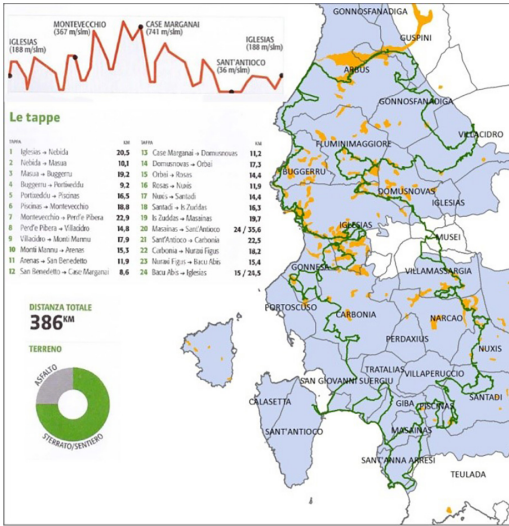 MONTEVECCHIO
(367 m/slm)
CASE MARGANAI
(741 m/slm)
IGLESIAS
(188 m/slm)
IGLESIAS
(188 m/slm)
SANT'ANTIOCO
(36 m/slm)
Le tappe
TAPPA KM
1 Iglesias → Nebida 20,5
2 Nebida → Masua 10,1
3 Masua → Buggerru 19,2
4 Buggerru → Portixeddu 9,2
5 Portixeddu → Piscinas 16,5
6 Piscinas → Montevecchio 18,8
7 Montevecchio → Perd'e Pibera 22,9
8 Perd'e Pibera → Villacidro 14,8
9 Villacidro → Monti Mannu 17,9
10 Monti Mannu → Arenas 15,3
11 Arenas → San Benedetto 11,9
12 San Benedetto → Case Marganai 8,6
TAPPA KM
13 Case Marganai → Domusnovas 11,2
14 Domusnovas → Orbai 17,3
15 Orbai → Rosas 14,4
16 Rosas → Nuxis 11,9
17 Nuxis → Santadi 14,4
18 Santadi → Is Zuddas 16,3
19 Is Zuddas → Masainas 19,7
20 Masainas → Sant'Antioco 24 / 35,6
21 Sant'Antioco → Carbonia 22,5
22 Carbonia → Nuraxi Figus 18,2
23 Nuraxi Figus → Bacu Abis 15,4
24 Bacu Abis → Iglesias 15 / 24,5
DISTANZA TOTALE
386 KM
TERRENO
ASFALTO
STERRATO/SENTIERO
GONNOSFANADIGA
GUSPINI
ARBUS
GONNOSFANADIGA
VILLACIDRO
FLUMINIMAGGIORE
BUGGERRU
DOMUSNOVAS
IGLESIAS
IGLESIAS
MUSEI
GONNESA
VILLAMASSARGIA
PORTOSCUSO
CARBONIA
NARCAO
PERDAXIUS
NUXIS
TRATALIAS
VILLAPERUCCIO
SAN GIOVANNI SUERGIU
SANTADI
CALASETTA
GIBA
PISCINAS
SANT'ANTIOCO
MASAINAS
SANT'ANNA ARRESI
TEULADA